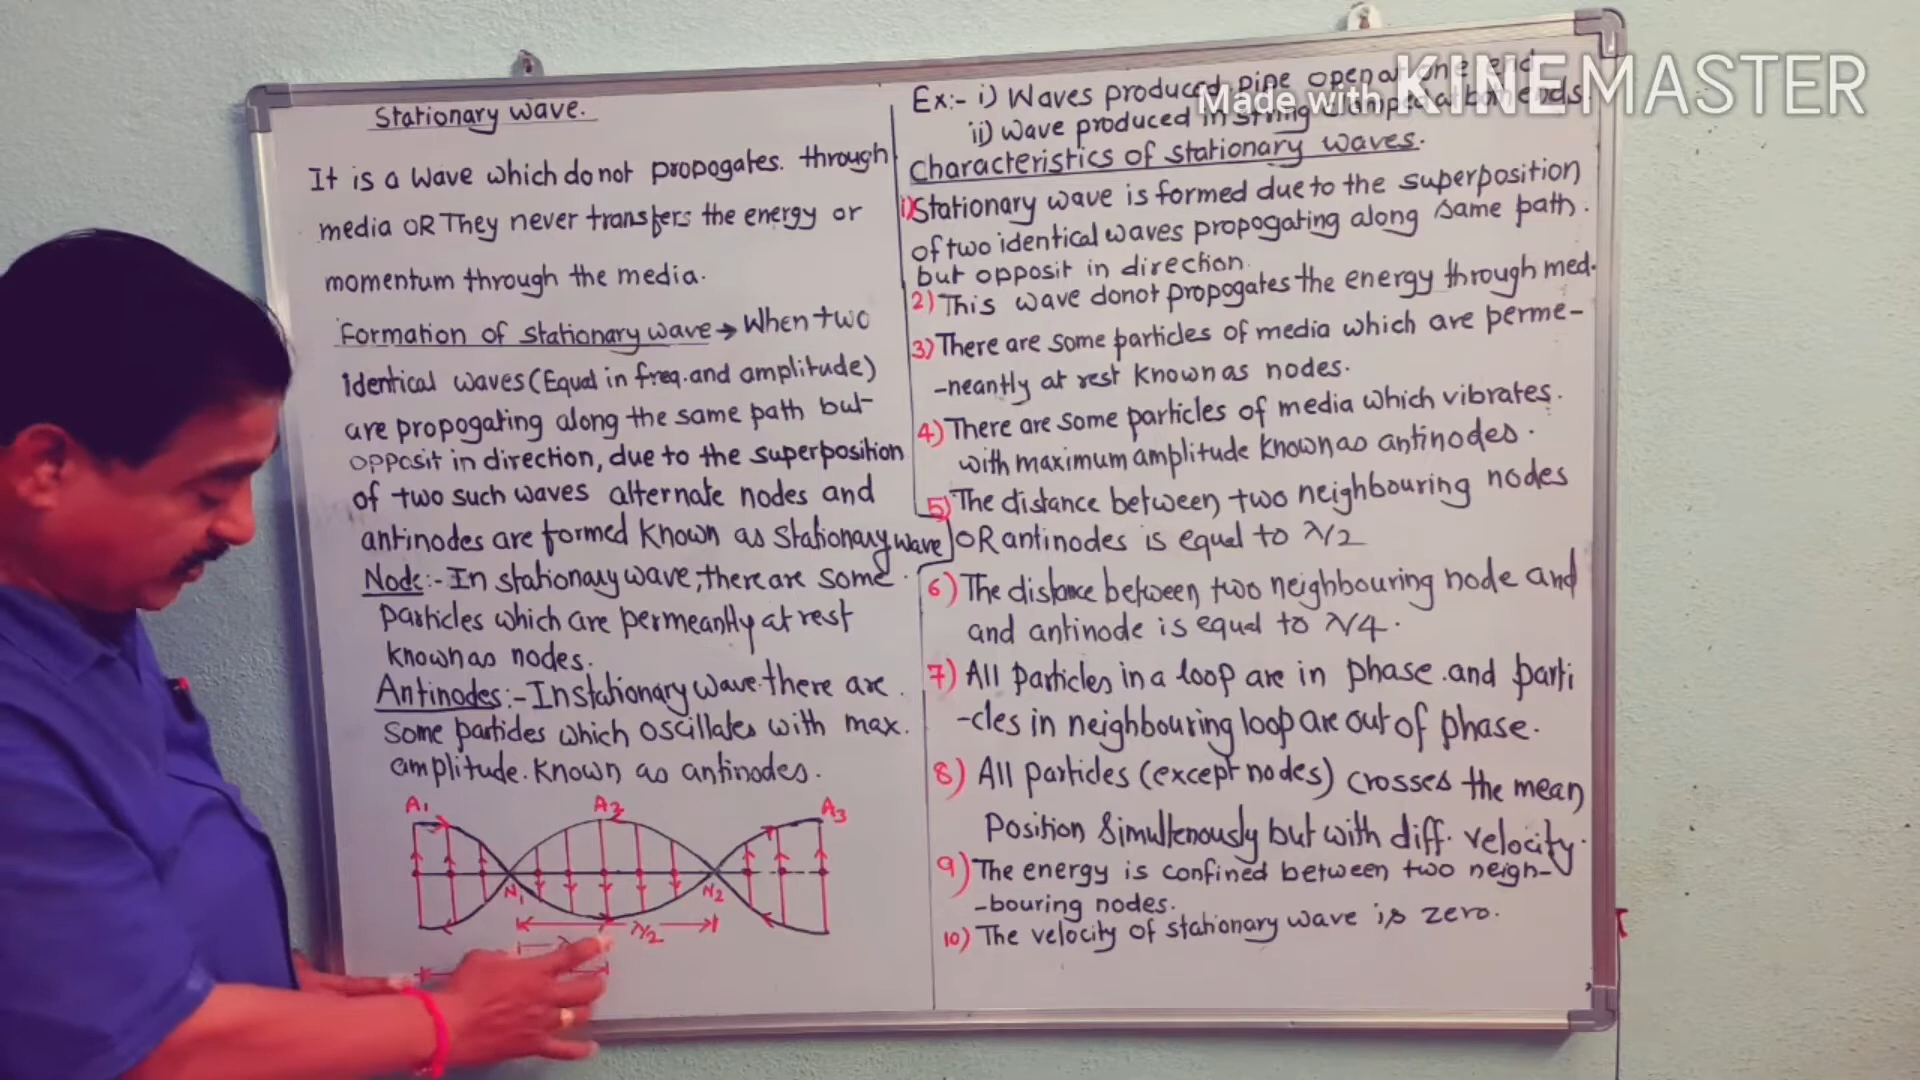 Stationary wave.
It is a Wave which do not propogates. through
media OR They never transfers the energy or
momentum through the media.
Formation of stationary wave → When two
identical waves (Equal in freq. and amplitude)
are propogating along the same path but
opposit in direction, due to the superposition
of two such waves alternate nodes and
antinodes are formed known as stationary wave
Node:- In stationary wave, there are some
particles which are permeantly at rest
known as nodes.
Antinodes:- In stationary wave there are
some particles which oscillates with max.
amplitude. Known as antinodes.
A1 A2 A3
N1 N2
λ/2
Ex:- i) Waves produced pipe open at one end
ii) Wave produced in string clamped at both ends.
Made with KINEMASTER
Characteristics of stationary waves.
1) Stationary wave is formed due to the superposition
of two identical waves propogating along same path.
but opposit in direction.
2) This wave donot propogates the energy through med.
3) There are some particles of media which are perme-
-neantly at rest known as nodes.
4) There are some particles of media which vibrates.
with maximum amplitude known as antinodes.
5) The distance between two neighbouring nodes
OR antinodes is equal to λ/2
6) The distance between two neighbouring node and
and antinode is equal to λ/4.
7) All particles in a loop are in phase. and parti
-cles in neighbouring loop are out of phase.
8) All particles (except nodes) crosses the mean
Position simultenously but with diff. velocity.
9) The energy is confined between two neigh-
-bouring nodes.
10) The velocity of stationary wave is zero.